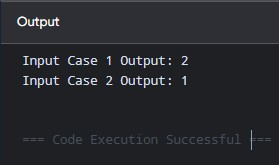 Output
Input Case 1 Output: 2
Input Case 2 Output: 1
=== Code Execution Successful ===